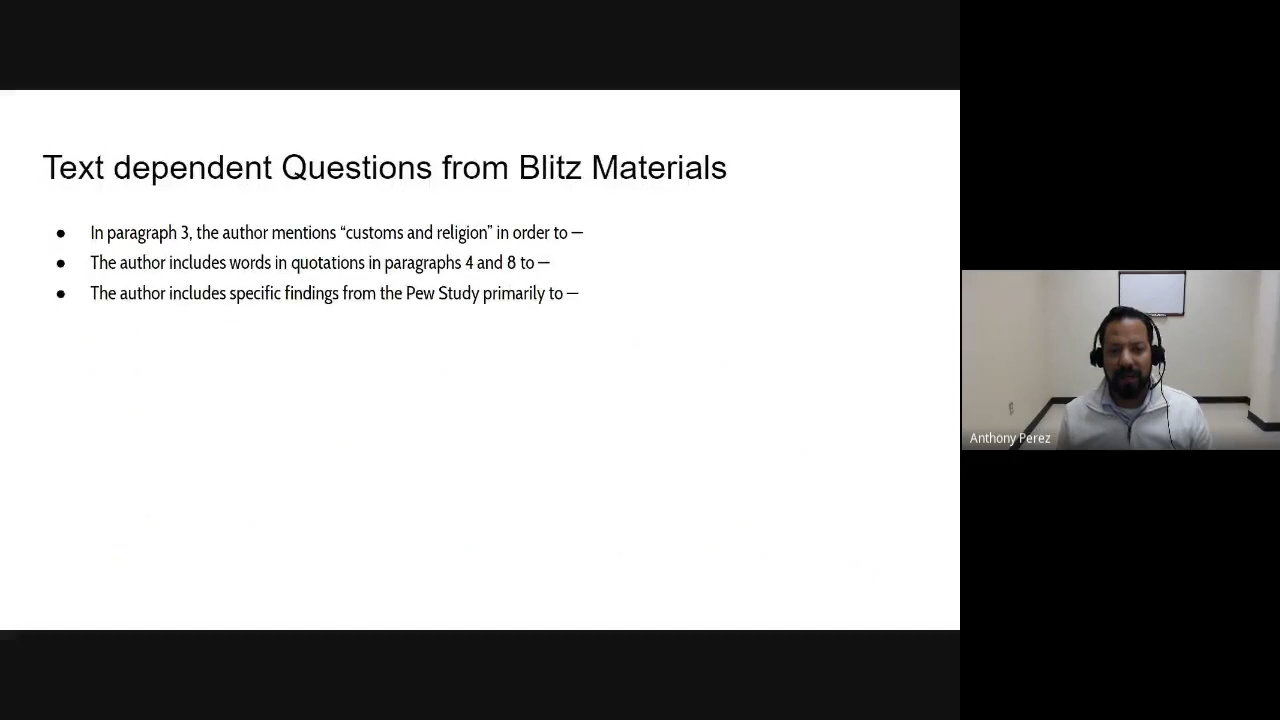 Text dependent Questions from Blitz Materials
● In paragraph 3, the author mentions “customs and religion” in order to —
● The author includes words in quotations in paragraphs 4 and 8 to —
● The author includes specific findings from the Pew Study primarily to —
Anthony Perez